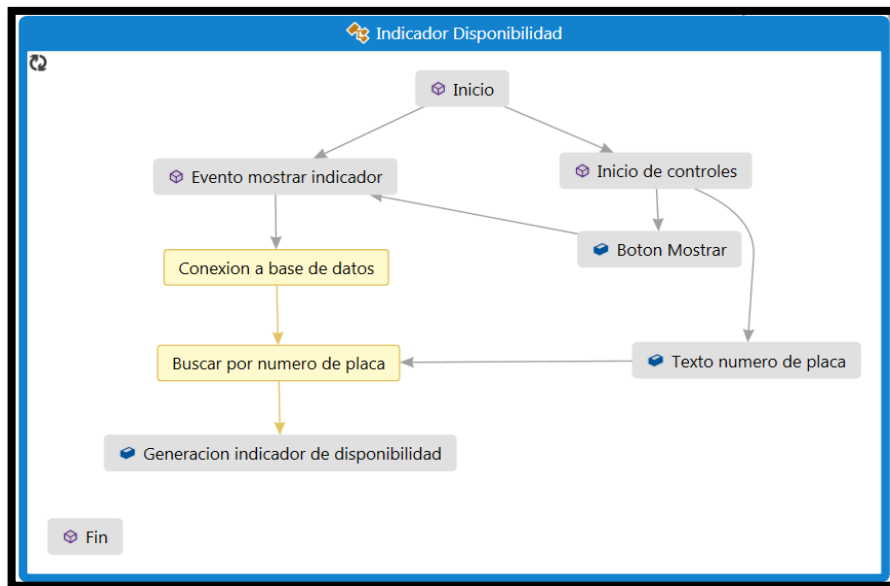 Indicador Disponibilidad
Inicio
Evento mostrar indicador
Inicio de controles
Boton Mostrar
Conexion a base de datos
Buscar por numero de placa
Texto numero de placa
Generacion indicador de disponibilidad
Fin